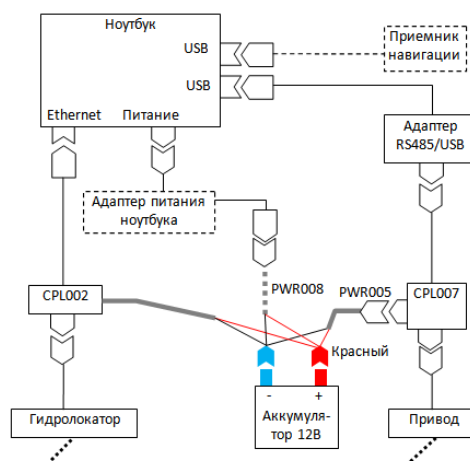 Ноутбук
USB
Приемник
навигации
USB
Ethernet
Питание
Адаптер
RS485/USB
Адаптер питания
ноутбука
CPL002
PWR008
PWR005
CPL007
Красный
- +
Аккумуля-
тор 12В
Гидролокатор
Привод